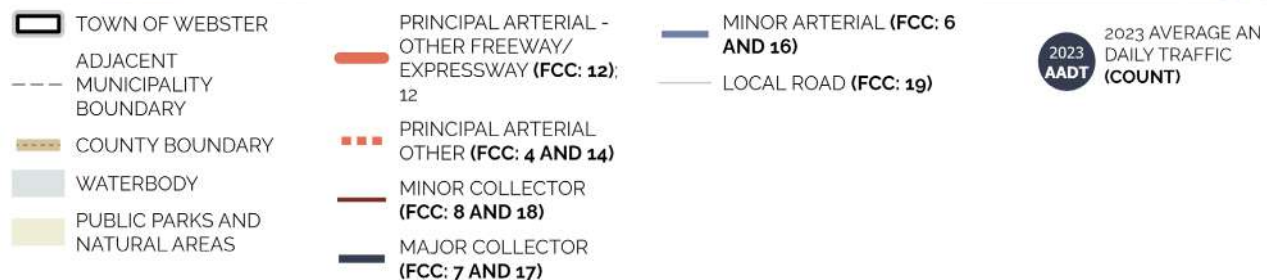 TOWN OF WEBSTER
ADJACENT
MUNICIPALITY
BOUNDARY
COUNTY BOUNDARY
WATERBODY
PUBLIC PARKS AND
NATURAL AREAS
PRINCIPAL ARTERIAL -
OTHER FREEWAY/
EXPRESSWAY (FCC: 12);
12
PRINCIPAL ARTERIAL
OTHER (FCC: 4 AND 14)
MINOR COLLECTOR
(FCC: 8 AND 18)
MAJOR COLLECTOR
(FCC: 7 AND 17)
MINOR ARTERIAL (FCC: 6
AND 16)
LOCAL ROAD (FCC: 19)
2023
AADT
2023 AVERAGE AN
DAILY TRAFFIC
(COUNT)